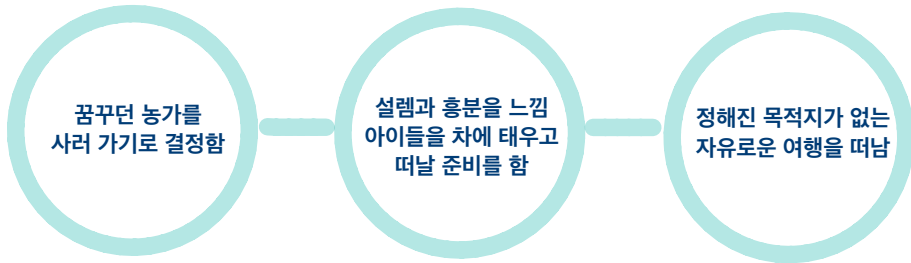 꿈꾸던 농가를
사러 가기로 결정함
설렘과 흥분을 느낌
아이들을 차에 태우고
떠날 준비를 함
정해진 목적지가 없는
자유로운 여행을 떠남